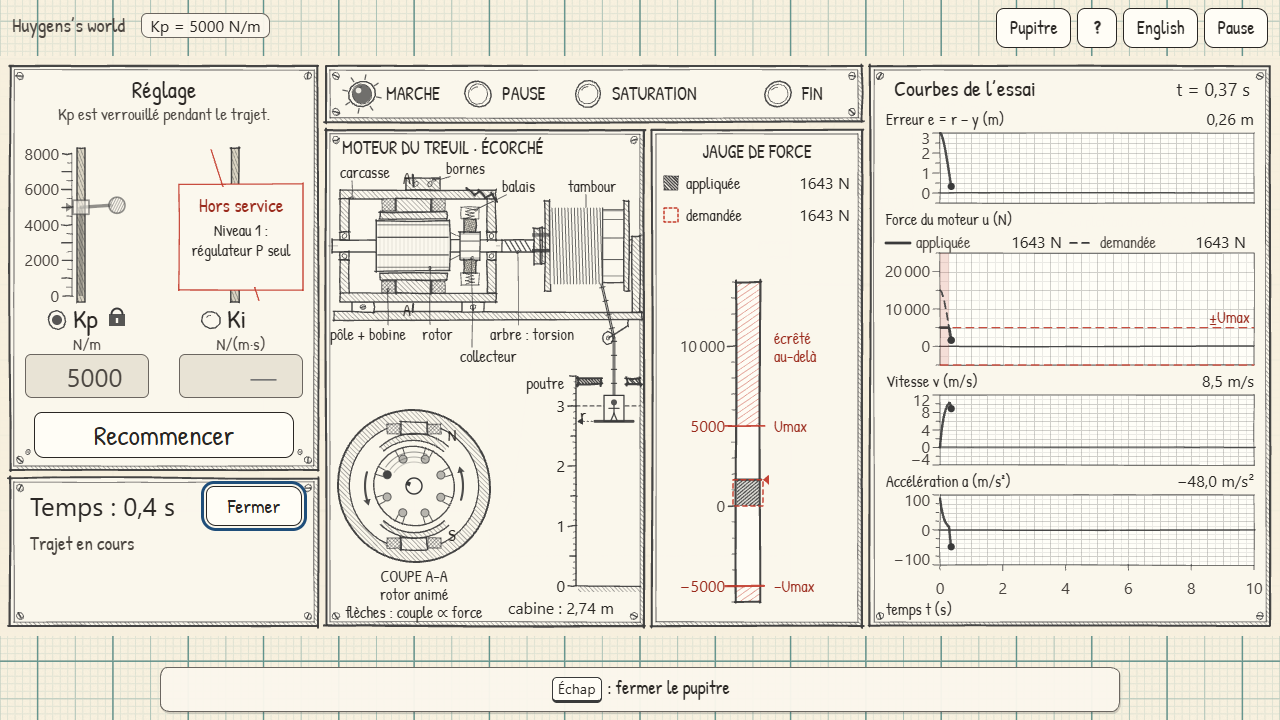 Huygens's world
Kp = 5000 N/m
Pupitre
?
English
Pause
Réglage
Kp est verrouillé pendant le trajet.
8000
6000
4000
2000
0
Hors service
Niveau 1 :
régulateur P seul
Kp
Ki
N/m
N/(m·s)
5000
—
Recommencer
Temps : 0,4 s
Fermer
Trajet en cours
MARCHE
PAUSE
SATURATION
FIN
MOTEUR DU TREUIL · ÉCORCHÉ
carcasse
A
bornes
balais
tambour
A
pôle + bobine
rotor
arbre : torsion
collecteur
poutre
3
r
2
1
0
N
S
COUPE A–A
rotor animé
flèches : couple ∝ force
cabine : 2,74 m
JAUGE DE FORCE
appliquée 1643 N
demandée 1643 N
10 000
écrêté
au-delà
5000
Umax
0
−5000
−Umax
Courbes de l'essai
t = 0,37 s
Erreur e = r − y (m)
0,26 m
3
2
1
0
Force du moteur u (N)
appliquée 1643 N
demandée 1643 N
20 000
10 000
0
±Umax
Vitesse v (m/s)
8,5 m/s
12
8
4
0
−4
Accélération a (m/s²)
−48,0 m/s²
100
0
−100
0 2 4 6 8 10
temps t (s)
Échap : fermer le pupitre